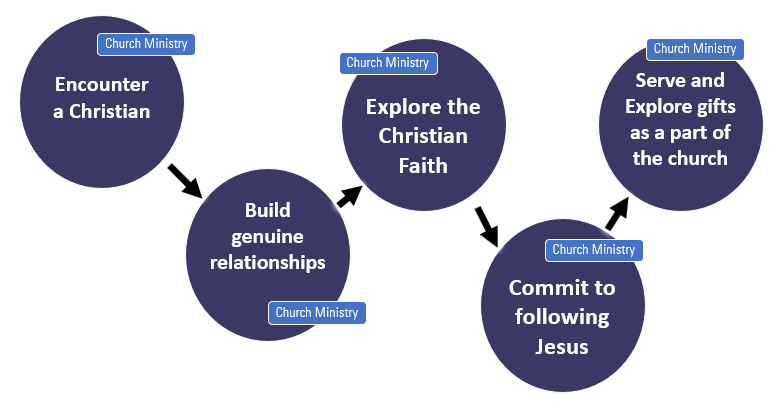 Church Ministry
Encounter
a Christian
Build
genuine
relationships
Church Ministry
Church Ministry
Explore the
Christian
Faith
Church Ministry
Commit to
following
Jesus
Church Ministry
Serve and
Explore gifts
as a part of
the church